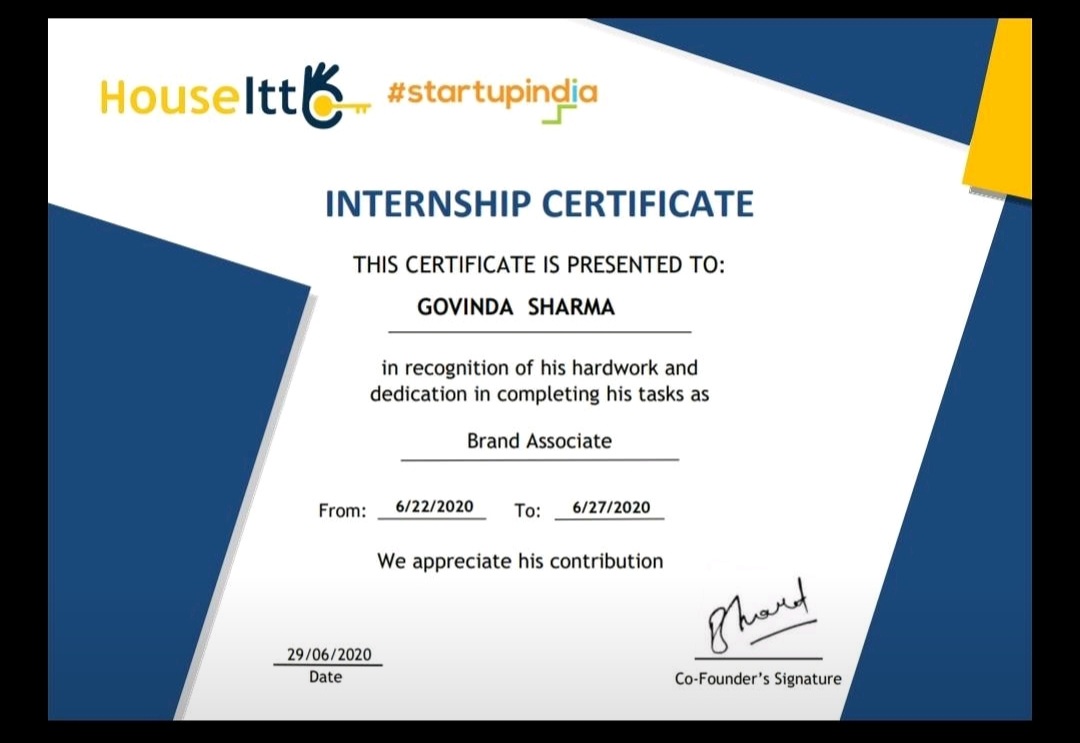 HouseItt #startupindia
INTERNSHIP CERTIFICATE
THIS CERTIFICATE IS PRESENTED TO:
GOVINDA SHARMA
in recognition of his hardwork and
dedication in completing his tasks as
Brand Associate
From: 6/22/2020 To: 6/27/2020
We appreciate his contribution
29/06/2020
Date
Co-Founder's Signature